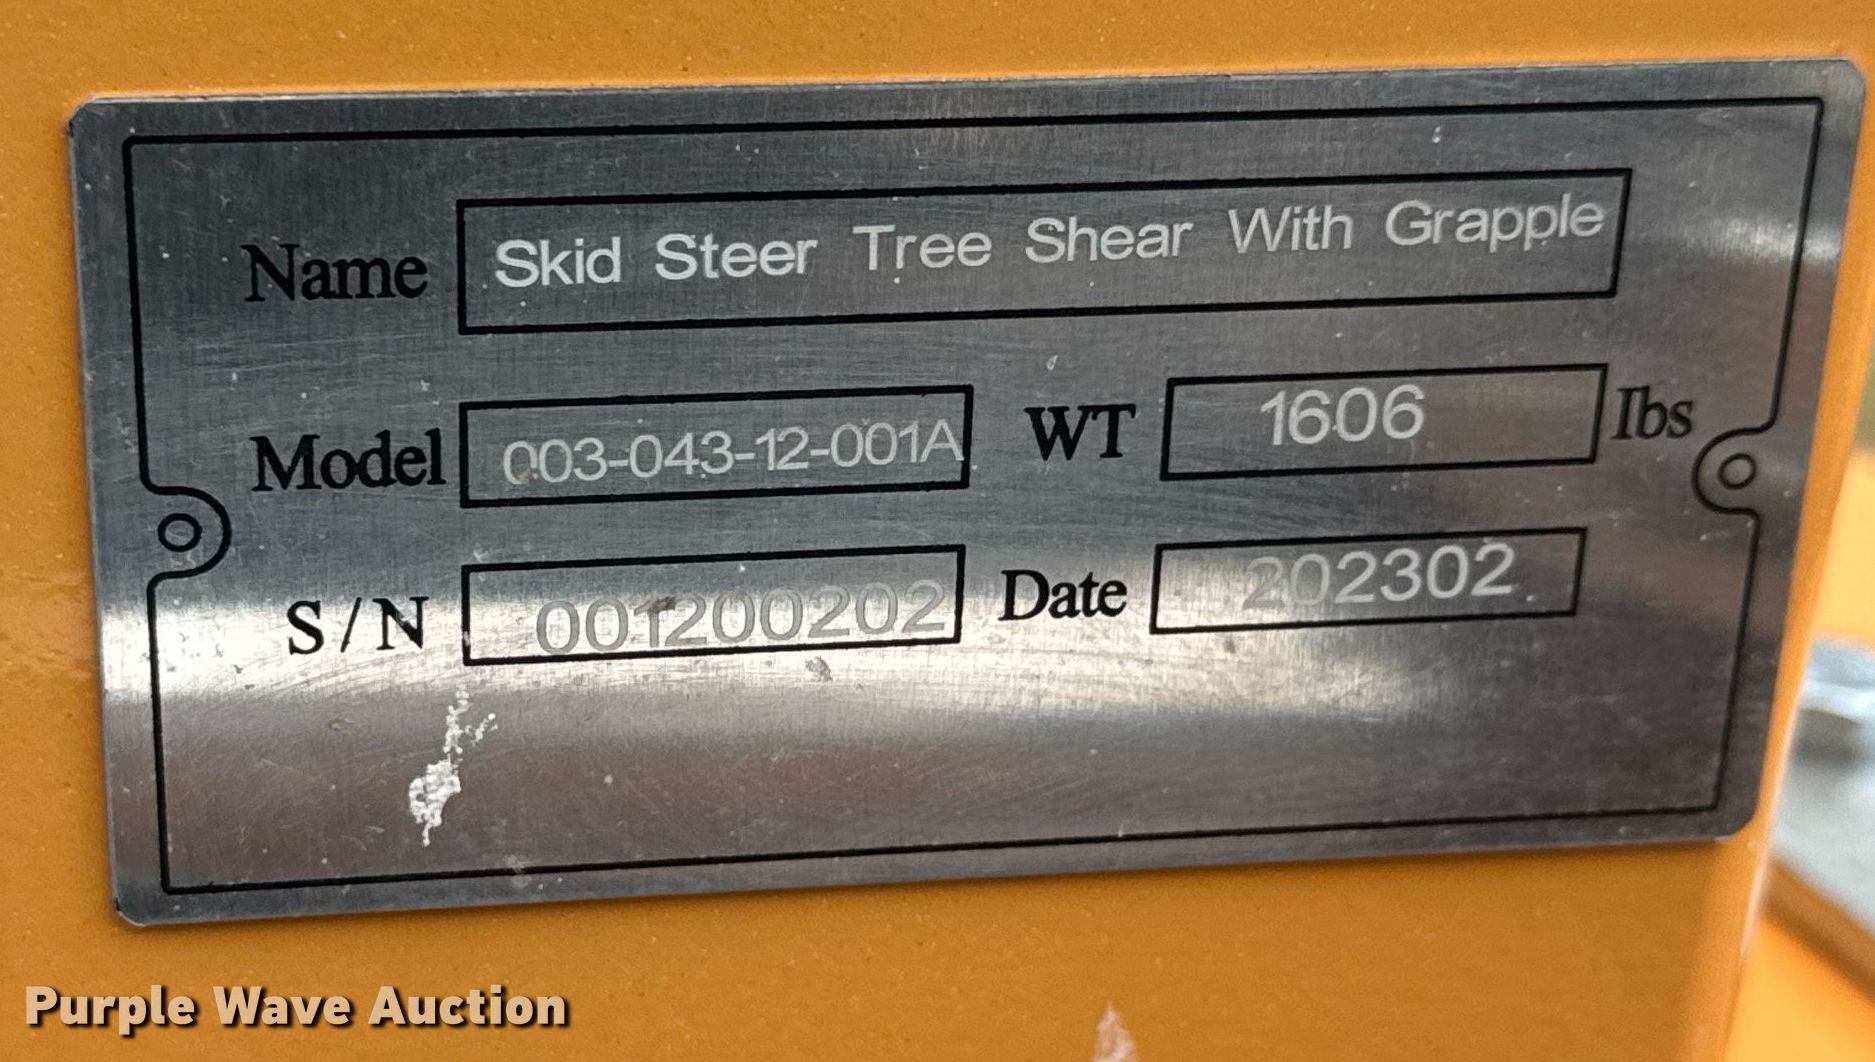 Name Skid Steer Tree Shear With Grapple
Model 003-043-12-001A WT 1606 Ibs
S/N 001200202 Date 202302
Purple Wave Auction